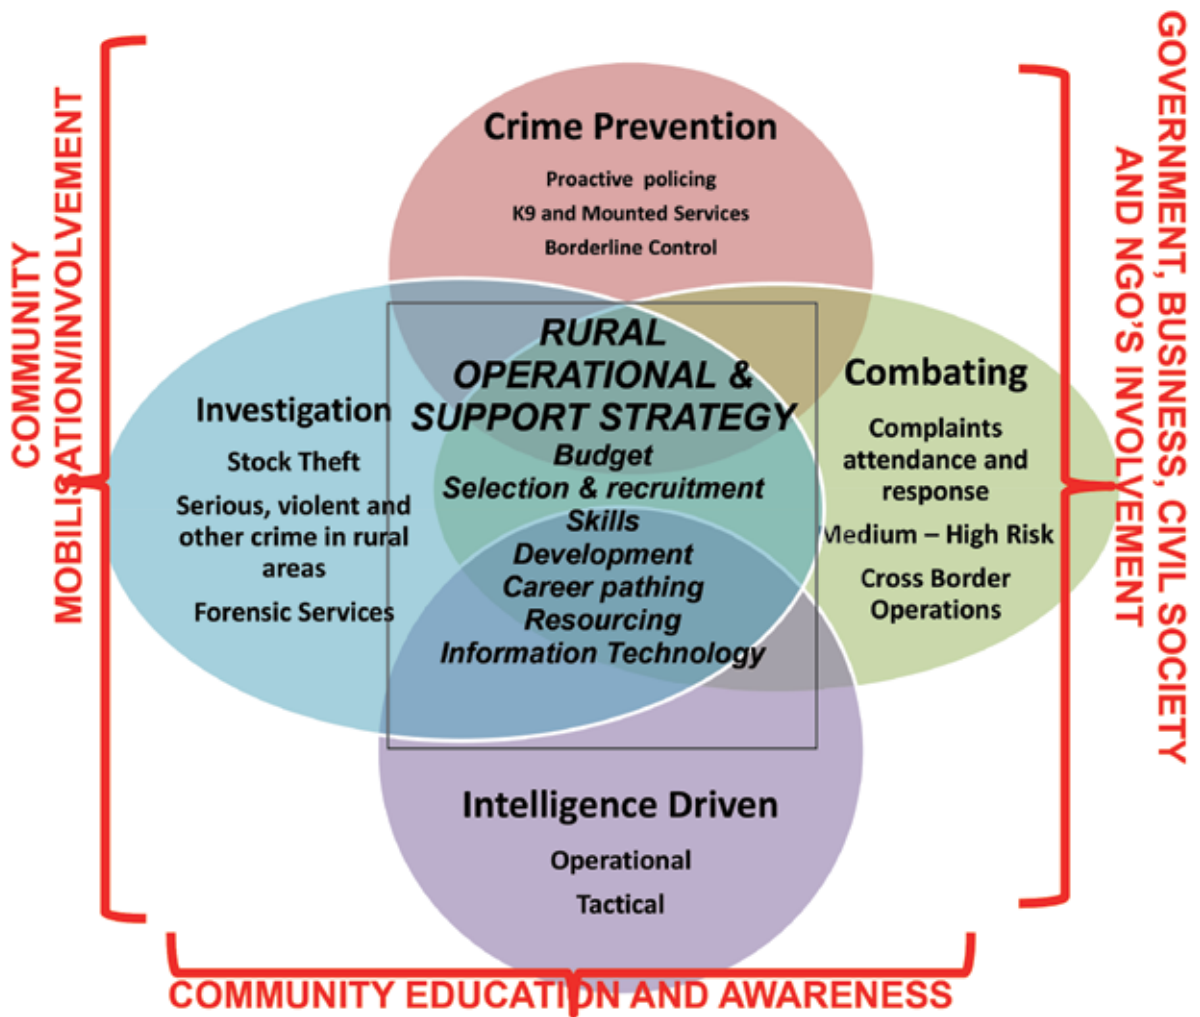 COMMUNITY
MOBILISATION/INVOLVEMENT
GOVERNMENT, BUSINESS, CIVIL SOCIETY
AND NGO'S INVOLVEMENT
Crime Prevention
Proactive policing
K9 and Mounted Services
Borderline Control
Investigation
Stock Theft
Serious, violent and
other crime in rural
areas
Forensic Services
RURAL
OPERATIONAL &
SUPPORT STRATEGY
Budget
Selection & recruitment
Skills
Development
Career pathing
Resourcing
Information Technology
Combating
Complaints
attendance and
response
Medium – High Risk
Cross Border
Operations
Intelligence Driven
Operational
Tactical
COMMUNITY EDUCATION AND AWARENESS